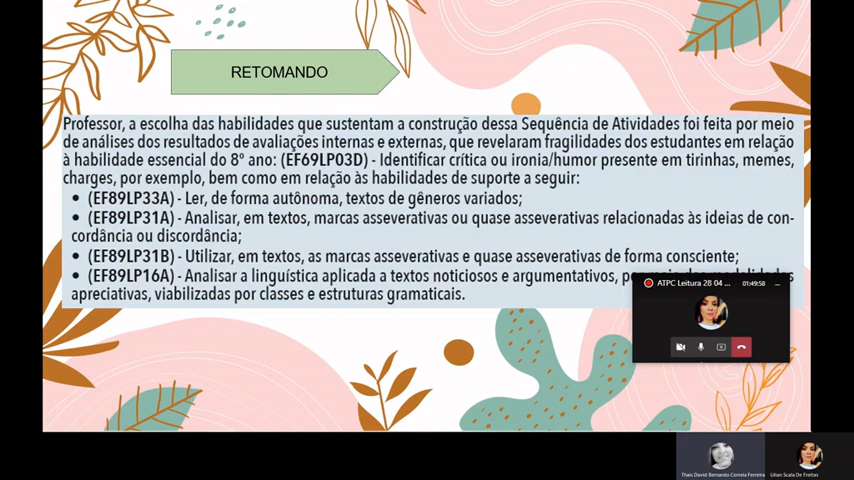 RETOMANDO
Professor, a escolha das habilidades que sustentam a construção dessa Sequência de Atividades foi feita por meio
de análises dos resultados de avaliações internas e externas, que revelaram fragilidades dos estudantes em relação
à habilidade essencial do 8º ano: (EF69LP03D) - Identificar crítica ou ironia/humor presente em tirinhas, memes,
charges, por exemplo, bem como em relação às habilidades de suporte a seguir:
• (EF89LP33A) - Ler, de forma autônoma, textos de gêneros variados;
• (EF89LP31A) - Analisar, em textos, marcas asseverativas ou quase asseverativas relacionadas às ideias de con-
cordância ou discordância;
• (EF89LP31B) - Utilizar, em textos, as marcas asseverativas e quase asseverativas de forma consciente;
• (EF89LP16A) - Analisar a linguística aplicada a textos noticiosos e argumentativos,
apreciativas, viabilizadas por classes e estruturas gramaticais.
ATPC Leitura 28 04 ... 01:49:58
Thais David Bernardo Correia Ferreira
Lilian Scala De Freitas